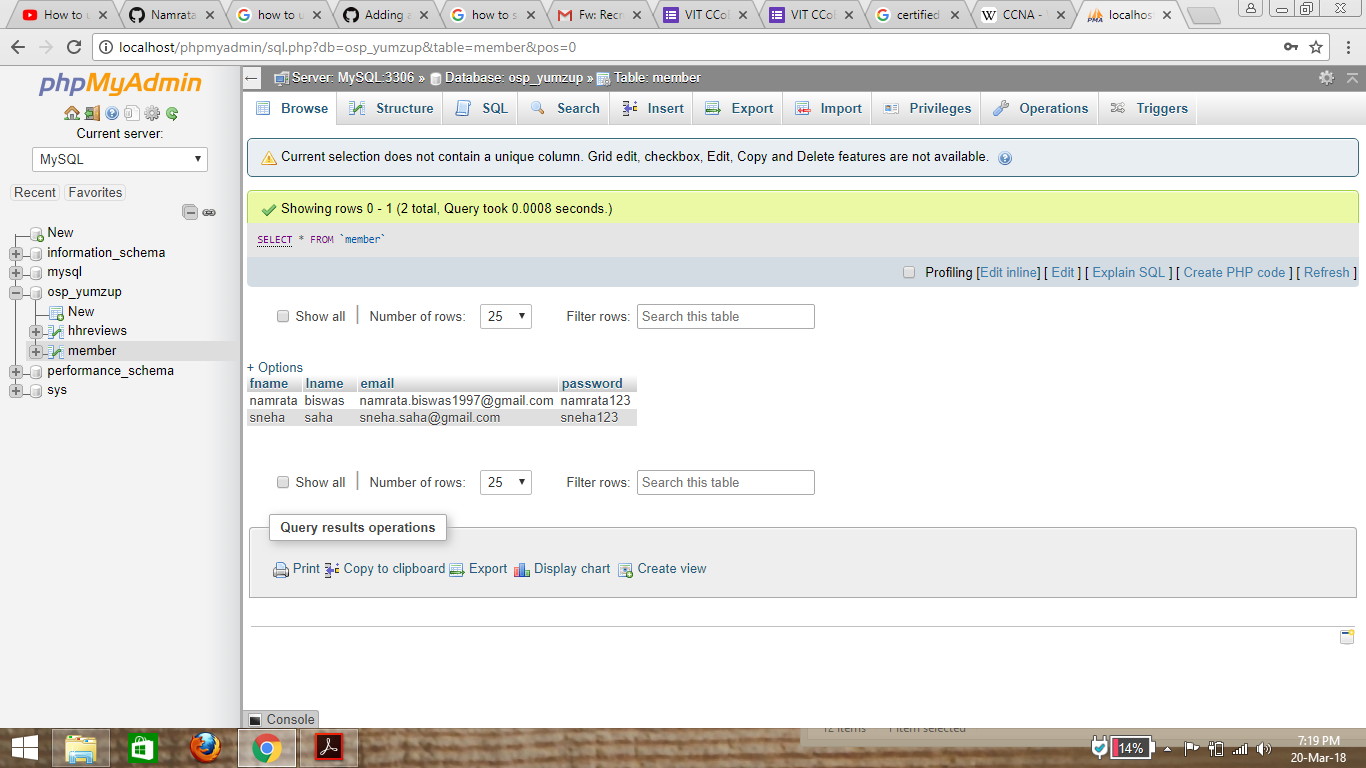 How to u Namrata how to u Adding a how to s Fw: Recr VIT CCol VIT CCol certified CCNA - localhos
localhost/phpmyadmin/sql.php?db=osp_yumzup&table=member&pos=0
phpMyAdmin
Current server:
MySQL
Recent Favorites
New
information_schema
mysql
osp_yumzup
New
hhreviews
member
performance_schema
sys
Server: MySQL:3306 » Database: osp_yumzup » Table: member
Browse Structure SQL Search Insert Export Import Privileges Operations Triggers
Current selection does not contain a unique column. Grid edit, checkbox, Edit, Copy and Delete features are not available.
Showing rows 0 - 1 (2 total, Query took 0.0008 seconds.)
SELECT * FROM `member`
Profiling [Edit inline] [ Edit ] [ Explain SQL ] [ Create PHP code ] [ Refresh ]
Show all Number of rows: 25 Filter rows: Search this table
+ Options
fname lname email password
namrata biswas namrata.biswas1997@gmail.com namrata123
sneha saha sneha.saha@gmail.com sneha123
Show all Number of rows: 25 Filter rows: Search this table
Query results operations
Print Copy to clipboard Export Display chart Create view
Console
12 items 1 item selected
14%
7:19 PM
20-Mar-18